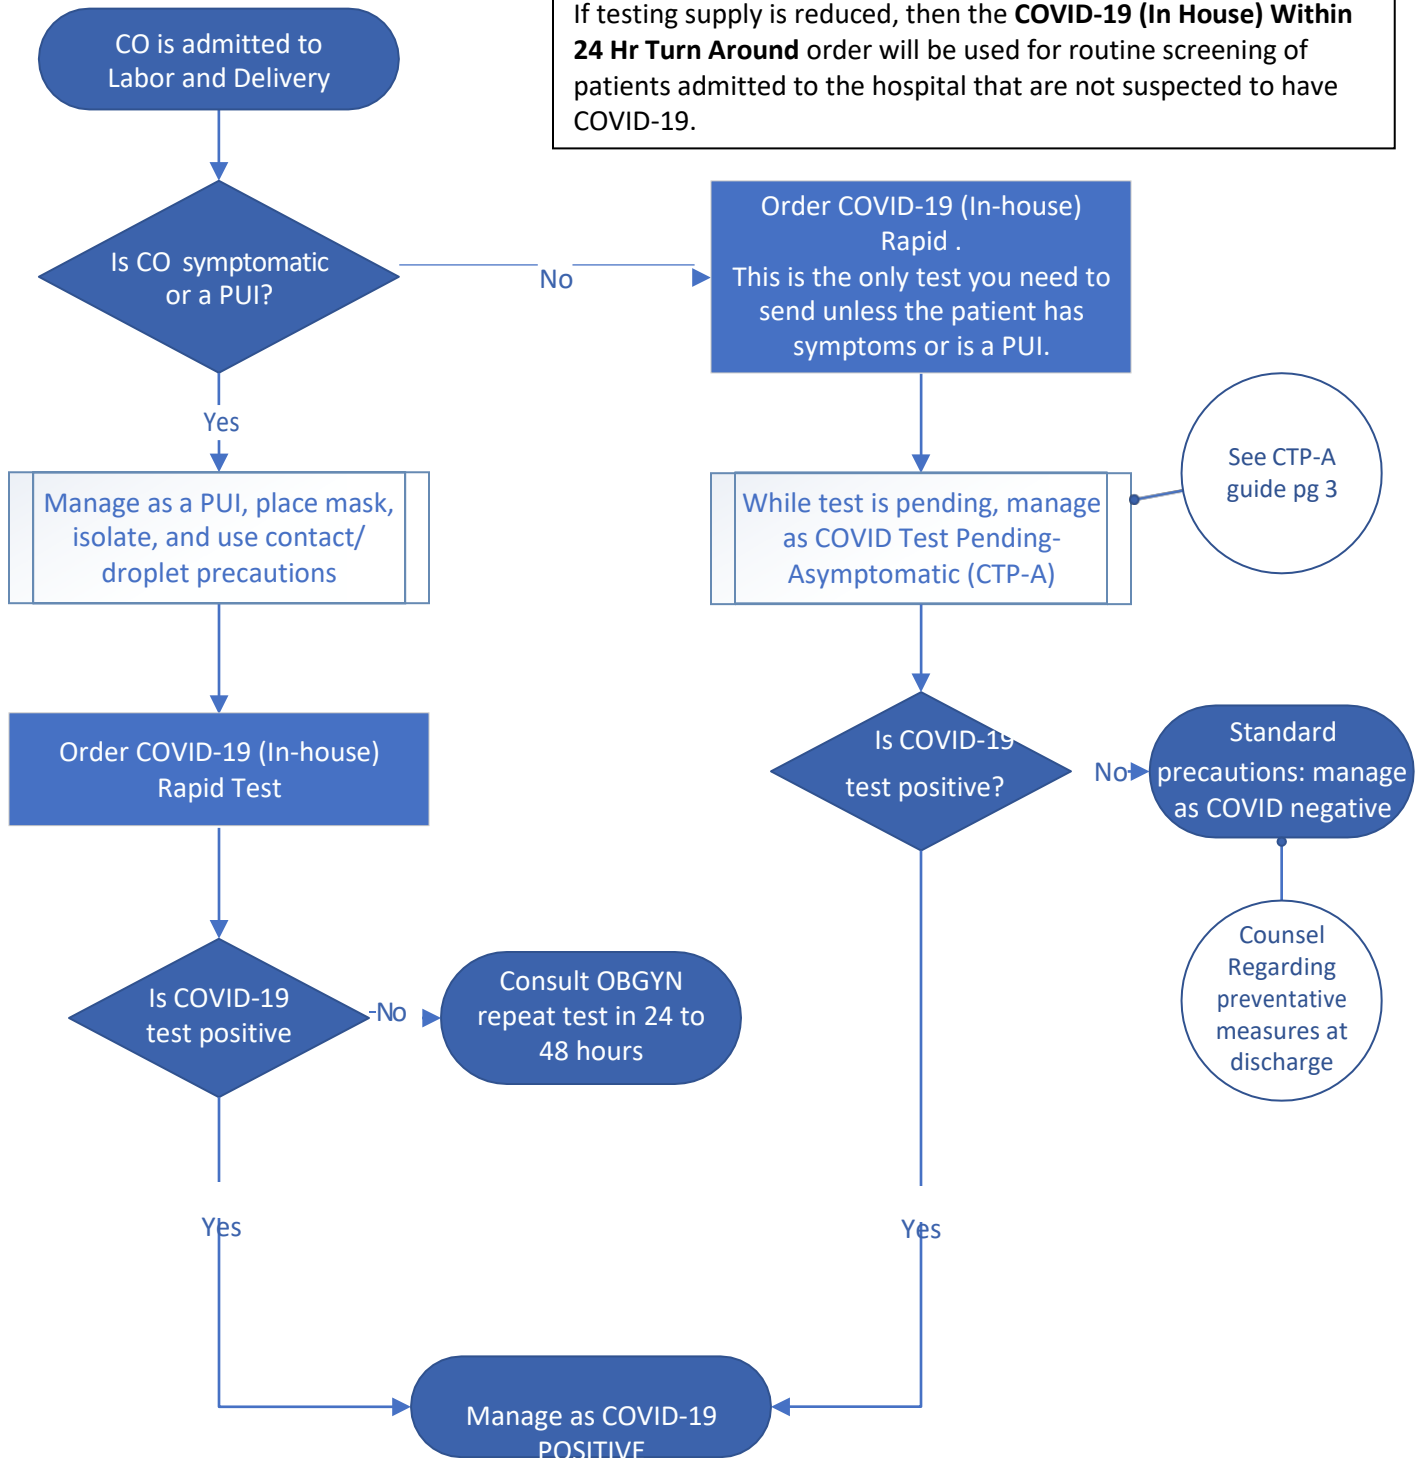 If testing supply is reduced, then the COVID-19 (In House) Within
24 Hr Turn Around order will be used for routine screening of
patients admitted to the hospital that are not suspected to have
COVID-19.
CO is admitted to
Labor and Delivery
Is CO symptomatic
or a PUI?
No
Order COVID-19 (In-house)
Rapid .
This is the only test you need to
send unless the patient has
symptoms or is a PUI.
Yes
Manage as a PUI, place mask,
isolate, and use contact/
droplet precautions
While test is pending, manage
as COVID Test Pending-
Asymptomatic (CTP-A)
See CTP-A
guide pg 3
Order COVID-19 (In-house)
Rapid Test
Is COVID-19
test positive?
No
Standard
precautions: manage
as COVID negative
Counsel
Regarding
preventative
measures at
discharge
Is COVID-19
test positive
-No
Consult OBGYN
repeat test in 24 to
48 hours
Yes
Yes
Manage as COVID-19
POSITIVE